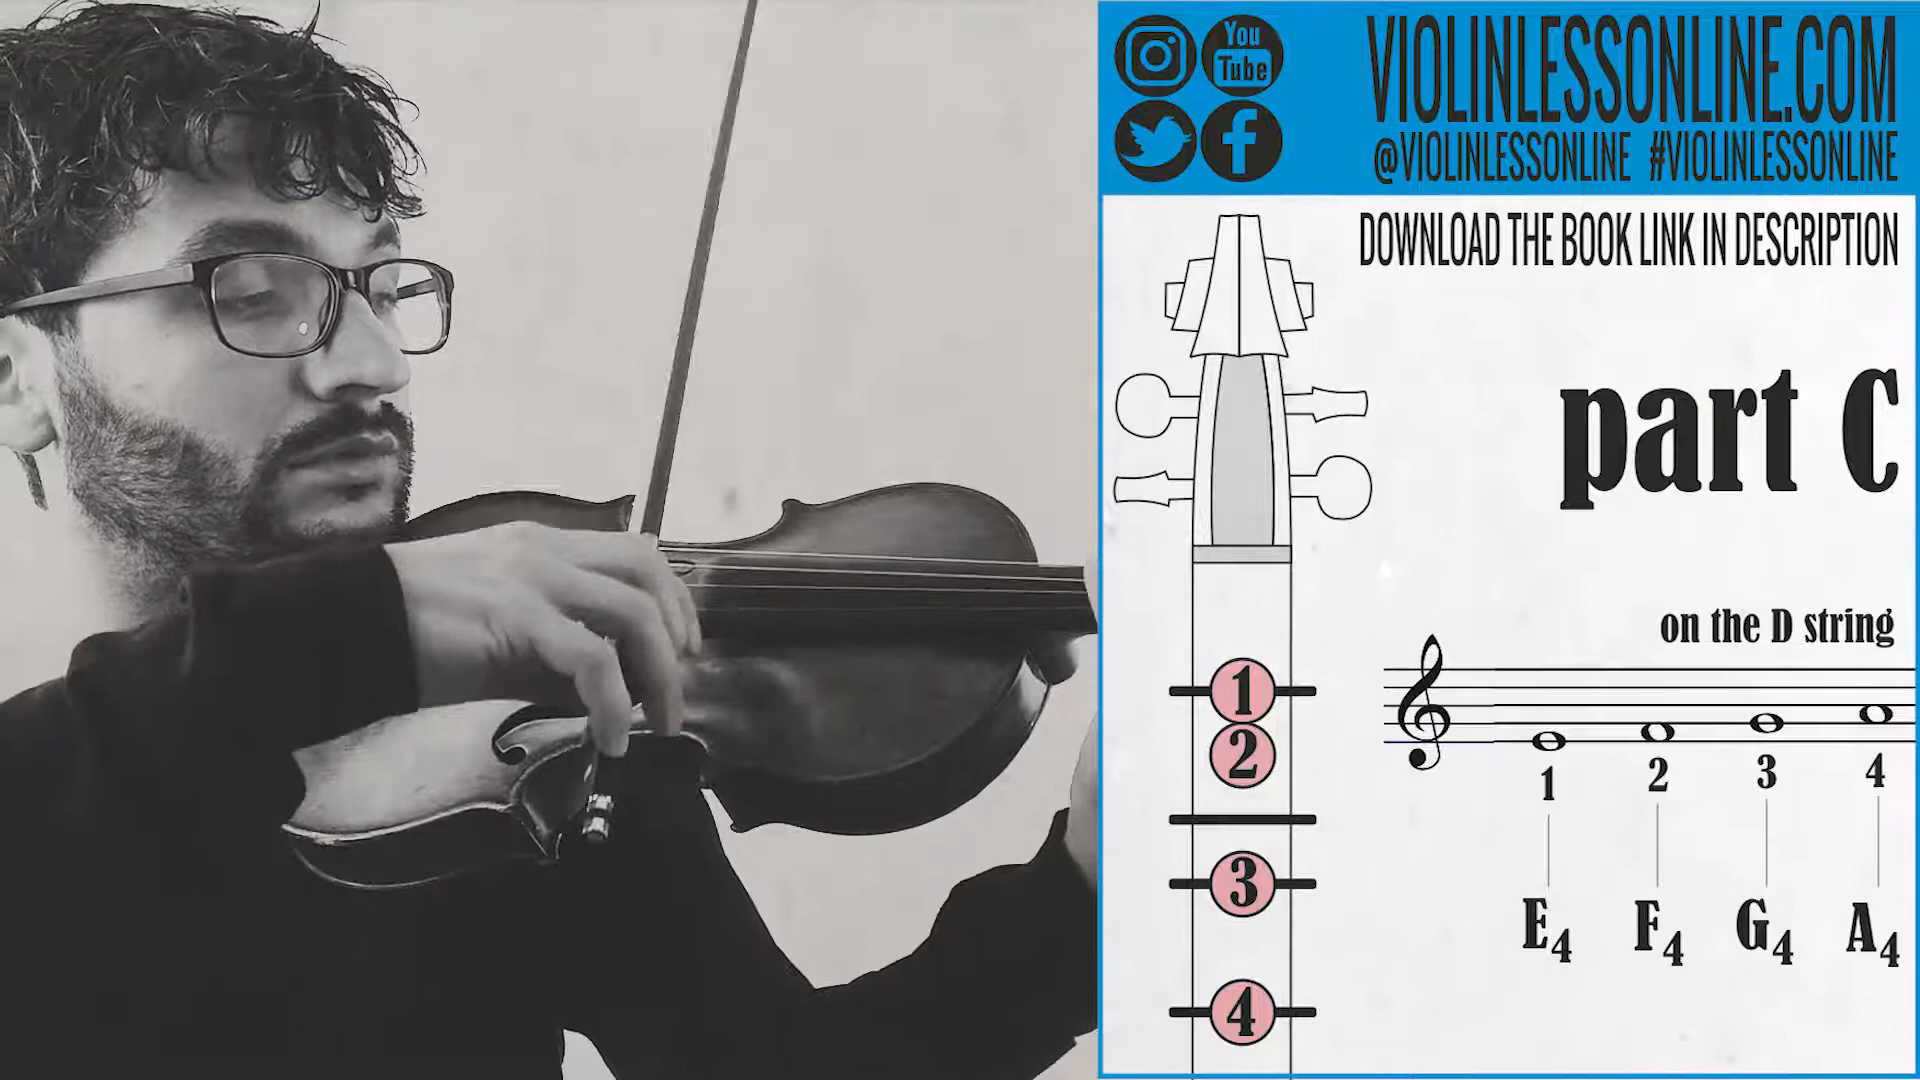 You
Tube
VIOLINLESSONLINE.COM
@VIOLINLESSONLINE #VIOLINLESSONLINE
DOWNLOAD THE BOOK LINK IN DESCRIPTION
part C
on the D string
1
2
3
4
1 2 3 4
E4 F4 G4 A4